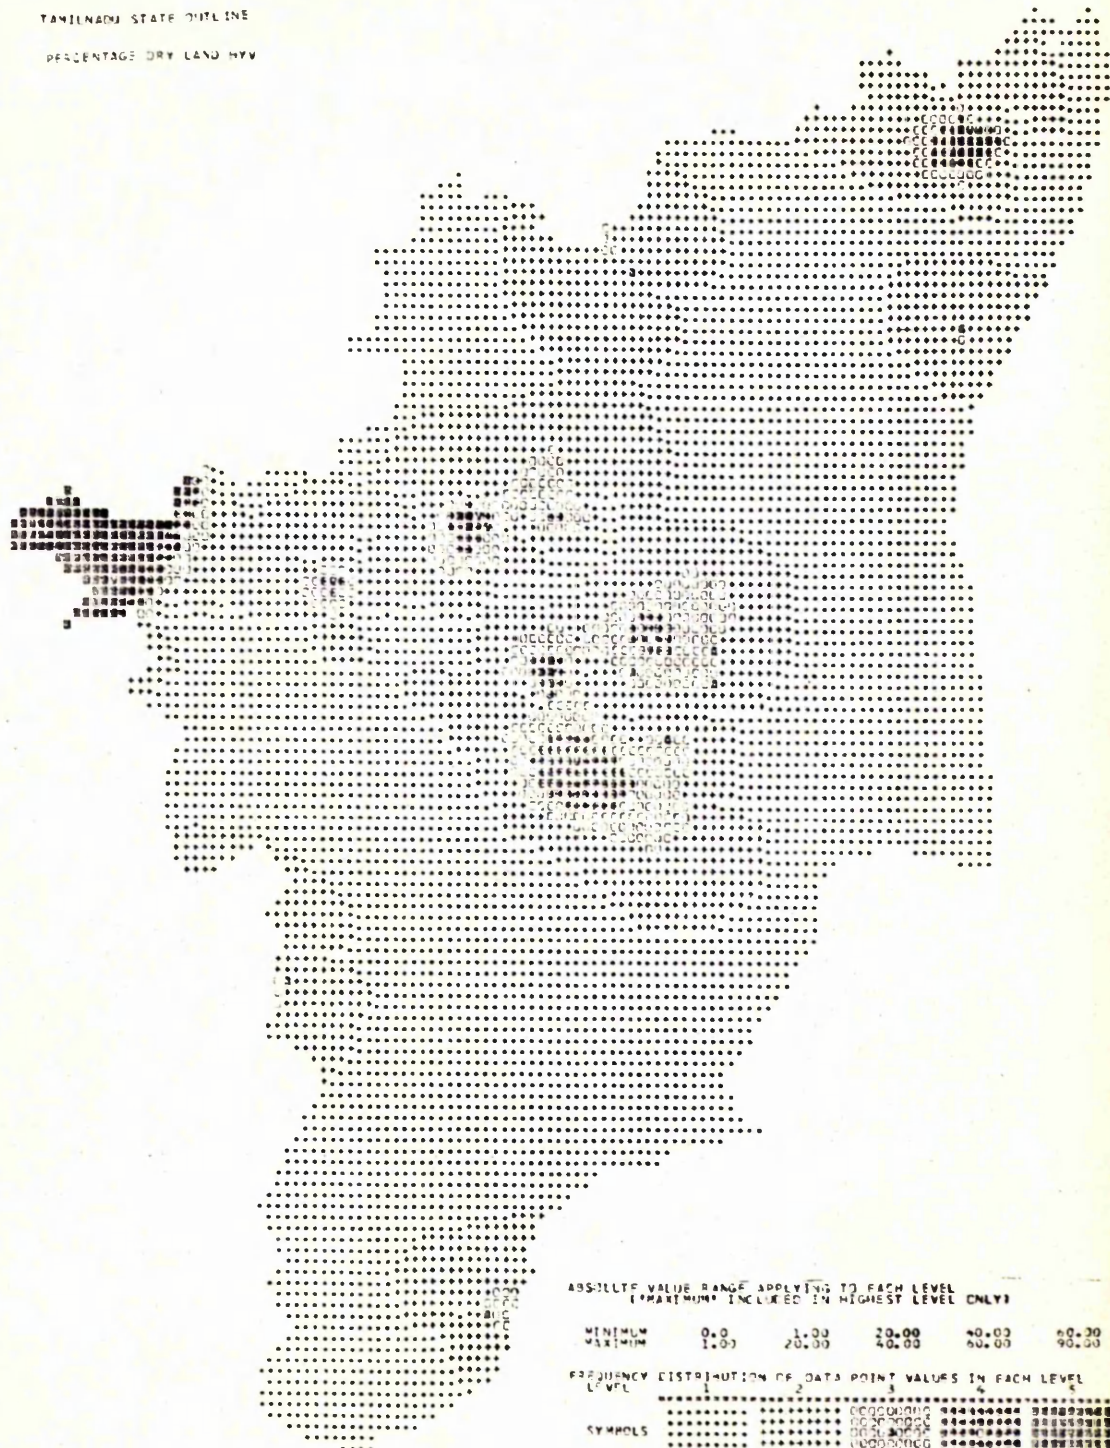 TAMILNADU STATE OUTLINE
PERCENTAGE DRY LAND HYV
ABSOLUTE VALUE RANGE APPLYING TO EACH LEVEL
('MAXIMUM' INCLUDED IN HIGHEST LEVEL ONLY)
MINIMUM 0.0 1.00 20.00 40.00 60.00
MAXIMUM 1.00 20.00 40.00 60.00 90.00
FREQUENCY DISTRIBUTION OF DATA POINT VALUES IN EACH LEVEL
LEVEL 1 2 3 4 5
SYMBOLS